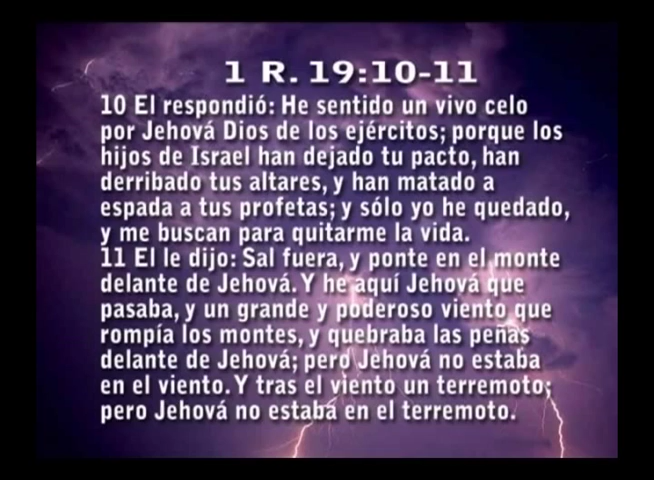 1 R. 19:10-11
10 El respondió: He sentido un vivo celo
por Jehová Dios de los ejércitos; porque los
hijos de Israel han dejado tu pacto, han
derribado tus altares, y han matado a
espada a tus profetas; y sólo yo he quedado,
y me buscan para quitarme la vida.
11 El le dijo: Sal fuera, y ponte en el monte
delante de Jehová. Y he aquí Jehová que
pasaba, y un grande y poderoso viento que
rompía los montes, y quebraba las peñas
delante de Jehová; pero Jehová no estaba
en el viento. Y tras el viento un terremoto;
pero Jehová no estaba en el terremoto.